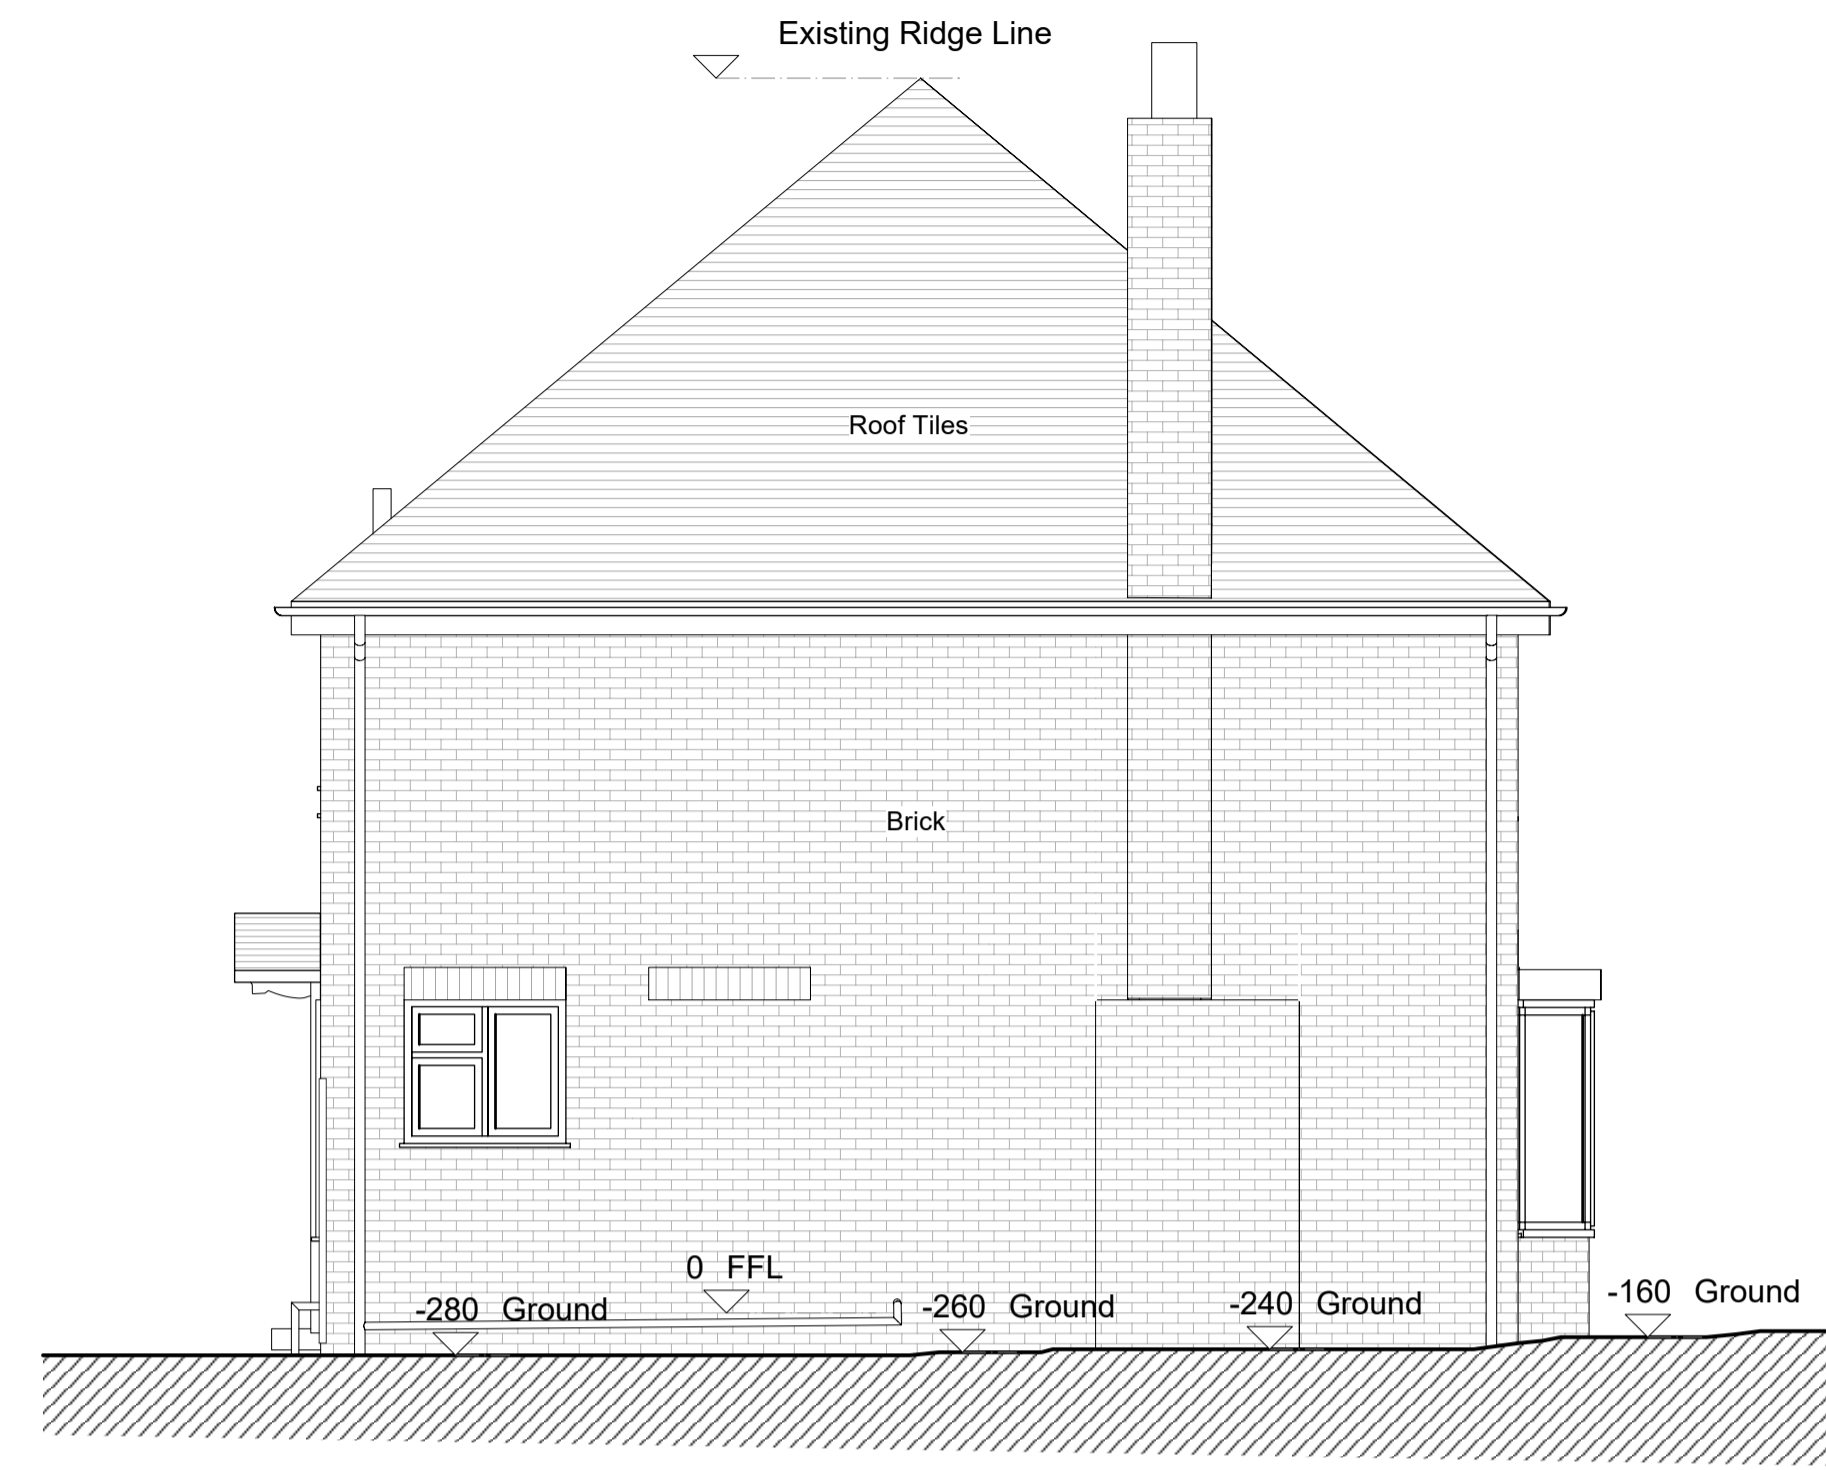 Existing Ridge Line
Roof Tiles
Brick
0 FFL
-280 Ground
-260 Ground
-240 Ground
-160 Ground